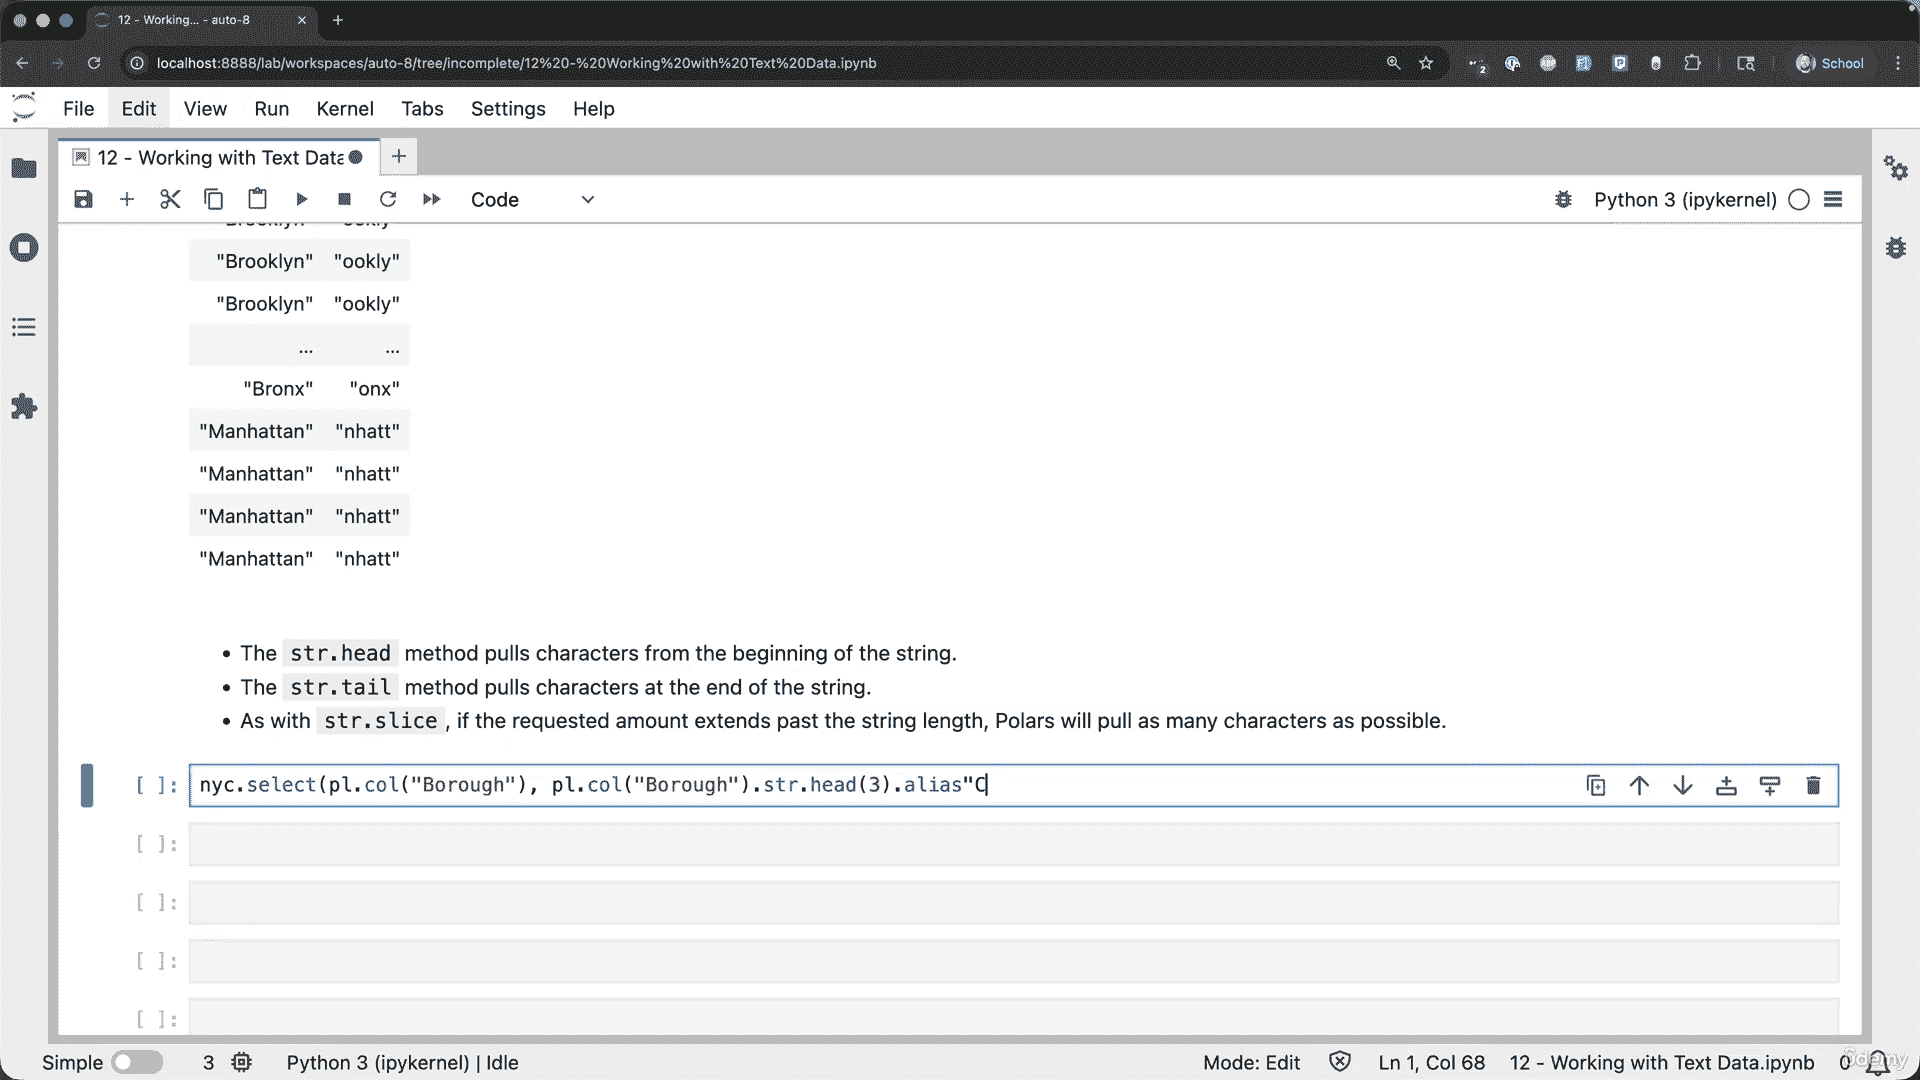 12 - Working... - auto-8
localhost:8888/lab/workspaces/auto-8/tree/incomplete/12%20-%20Working%20with%20Text%20Data.ipynb
2
School
File Edit View Run Kernel Tabs Settings Help
12 - Working with Text Data
Code
Python 3 (ipykernel)
"Brooklyn" "ookly"
"Brooklyn" "ookly"
"Brooklyn" "ookly"
... ...
"Bronx" "onx"
"Manhattan" "nhatt"
"Manhattan" "nhatt"
"Manhattan" "nhatt"
"Manhattan" "nhatt"
• The str.head method pulls characters from the beginning of the string.
• The str.tail method pulls characters at the end of the string.
• As with str.slice , if the requested amount extends past the string length, Polars will pull as many characters as possible.
[ ]: nyc.select(pl.col("Borough"), pl.col("Borough").str.head(3).alias"C
[ ]:
[ ]:
[ ]:
[ ]:
Simple 3 Python 3 (ipykernel) | Idle Mode: Edit Ln 1, Col 68 12 - Working with Text Data.ipynb 0